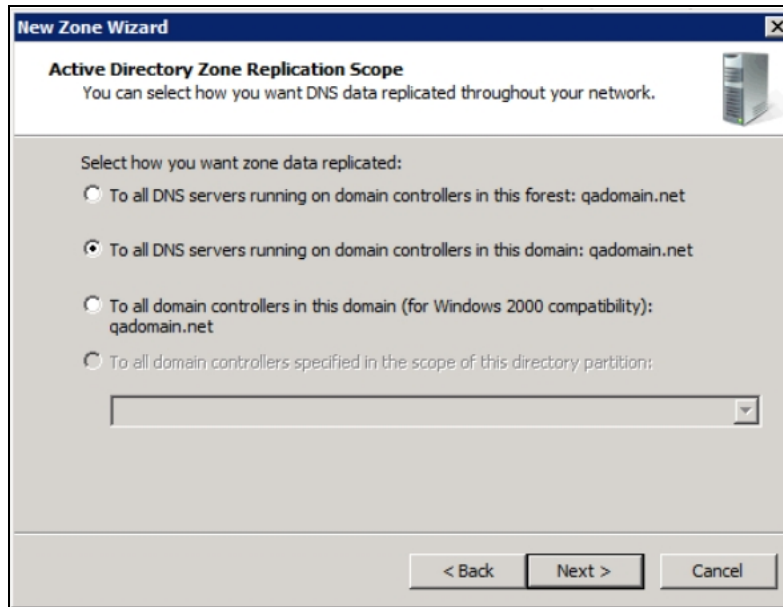 New Zone Wizard
Active Directory Zone Replication Scope
You can select how you want DNS data replicated throughout your network.
Select how you want zone data replicated:
To all DNS servers running on domain controllers in this forest: qadomain.net
To all DNS servers running on domain controllers in this domain: qadomain.net
To all domain controllers in this domain (for Windows 2000 compatibility):
qadomain.net
To all domain controllers specified in the scope of this directory partition:
< Back Next > Cancel